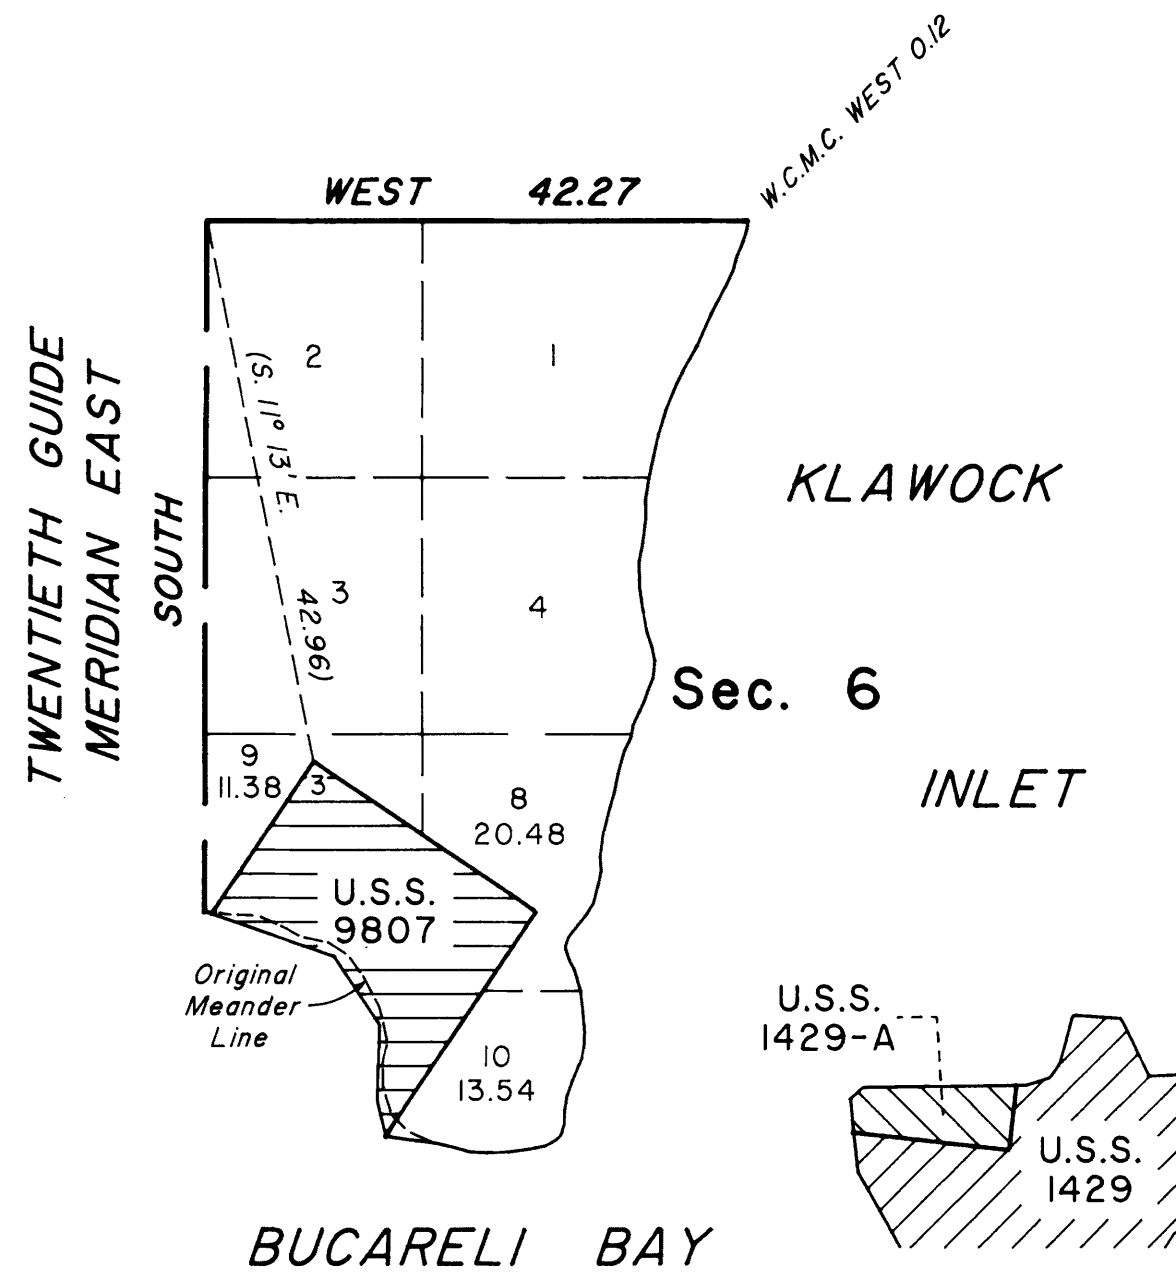 W.C.M.C. WEST 0.12
WEST 42.27
TWENTIETH GUIDE
MERIDIAN EAST
SOUTH
2
1
(S. 11° 13' E.
42.96)
KLAWOCK
3
4
Sec. 6
9
11.38
3
8
20.48
INLET
U.S.S.
9807
Original
Meander
Line
U.S.S.
1429-A
10
13.54
U.S.S.
1429
BUCARELI BAY